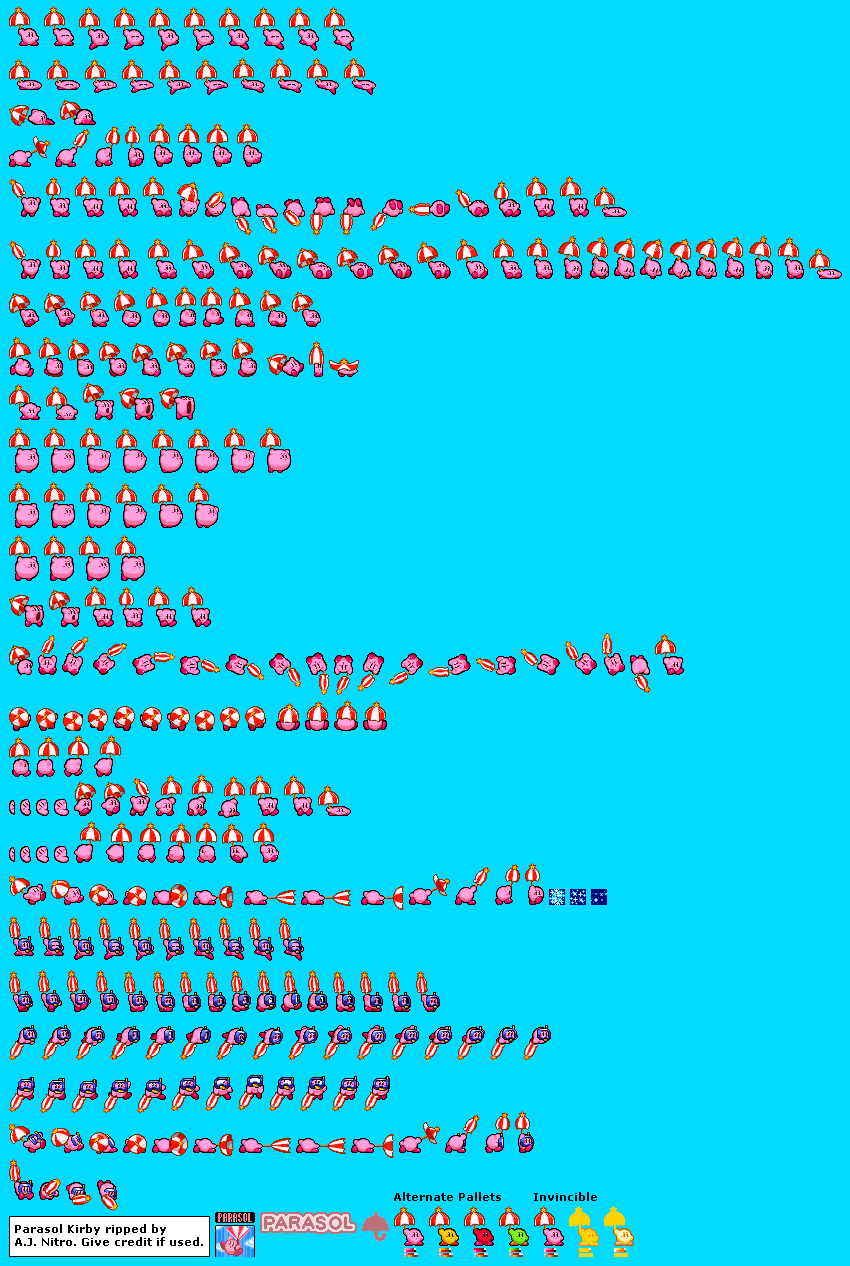 Alternate Pallets Invincible
PARASOL
PARASOL
Parasol Kirby ripped by
A.J. Nitro. Give credit if used.